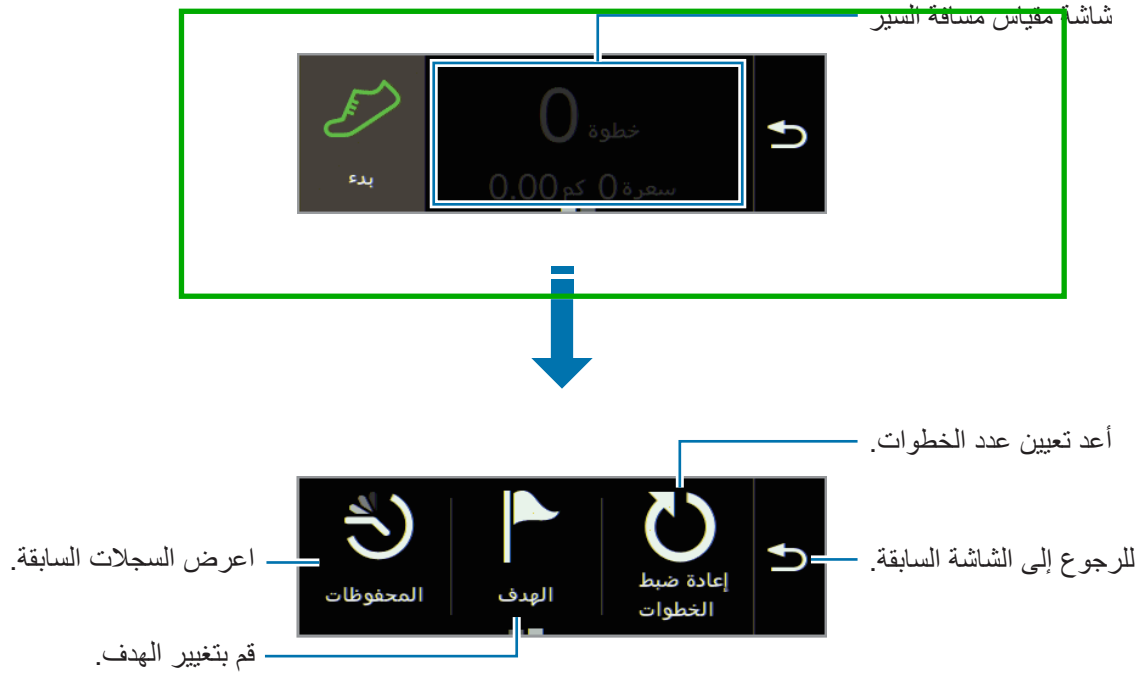 شاشة مقياس مسافة السير
0 خطوة
بدء
0.00 كم 0 سعرة
أعد تعيين عدد الخطوات.
للرجوع إلى الشاشة السابقة.
اعرض السجلات السابقة.
إعادة ضبط
الخطوات
الهدف
المحفوظات
قم بتغيير الهدف.